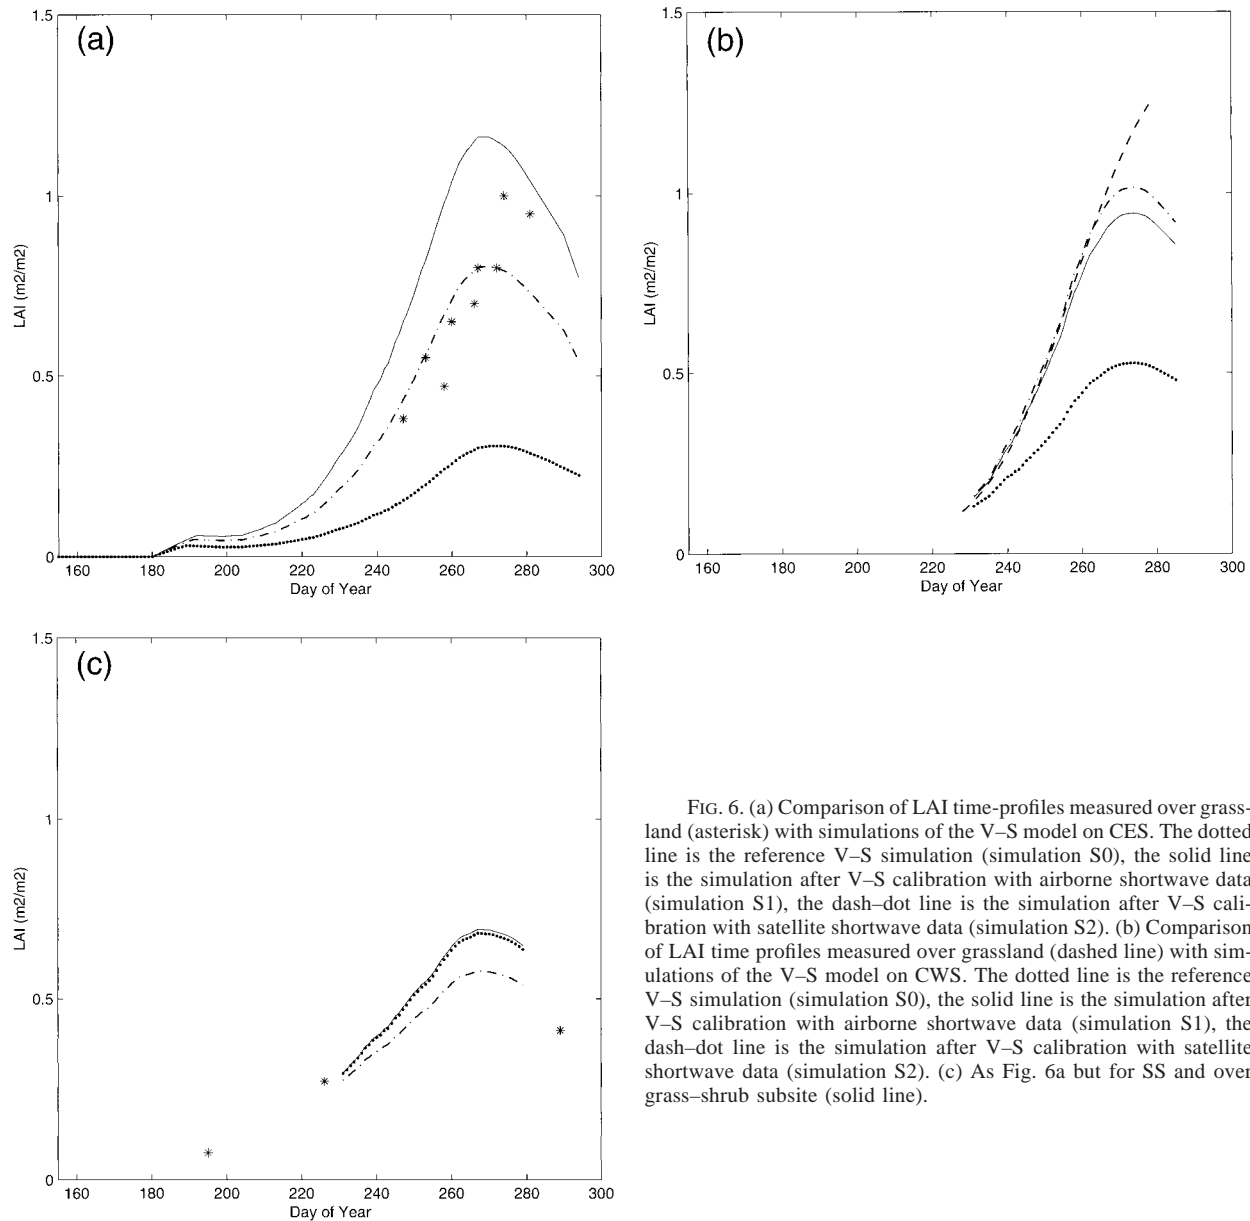 (a)
1.5
1
0.5
0
LAI (m2/m2)
160 180 200 220 240 260 280 300
Day of Year
(b)
1.5
1
0.5
0
LAI (m2/m2)
160 180 200 220 240 260 280 300
Day of Year
(c)
1.5
1
0.5
0
LAI (m2/m2)
160 180 200 220 240 260 280 300
Day of Year
FIG. 6. (a) Comparison of LAI time-profiles measured over grass-
land (asterisk) with simulations of the V–S model on CES. The dotted
line is the reference V–S simulation (simulation S0), the solid line
is the simulation after V–S calibration with airborne shortwave data
(simulation S1), the dash–dot line is the simulation after V–S cali-
bration with satellite shortwave data (simulation S2). (b) Comparison
of LAI time profiles measured over grassland (dashed line) with sim-
ulations of the V–S model on CWS. The dotted line is the reference
V–S simulation (simulation S0), the solid line is the simulation after
V–S calibration with airborne shortwave data (simulation S1), the
dash–dot line is the simulation after V–S calibration with satellite
shortwave data (simulation S2). (c) As Fig. 6a but for SS and over
grass–shrub subsite (solid line).